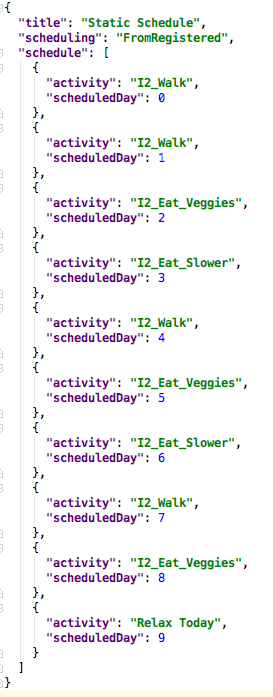 {
"title": "Static Schedule",
"scheduling": "FromRegistered",
"schedule": [
{
"activity": "I2_Walk",
"scheduledDay": 0
},
{
"activity": "I2_Walk",
"scheduledDay": 1
},
{
"activity": "I2_Eat_Veggies",
"scheduledDay": 2
},
{
"activity": "I2_Eat_Slower",
"scheduledDay": 3
},
{
"activity": "I2_Walk",
"scheduledDay": 4
},
{
"activity": "I2_Eat_Veggies",
"scheduledDay": 5
},
{
"activity": "I2_Eat_Slower",
"scheduledDay": 6
},
{
"activity": "I2_Walk",
"scheduledDay": 7
},
{
"activity": "I2_Eat_Veggies",
"scheduledDay": 8
},
{
"activity": "Relax Today",
"scheduledDay": 9
}
]
}